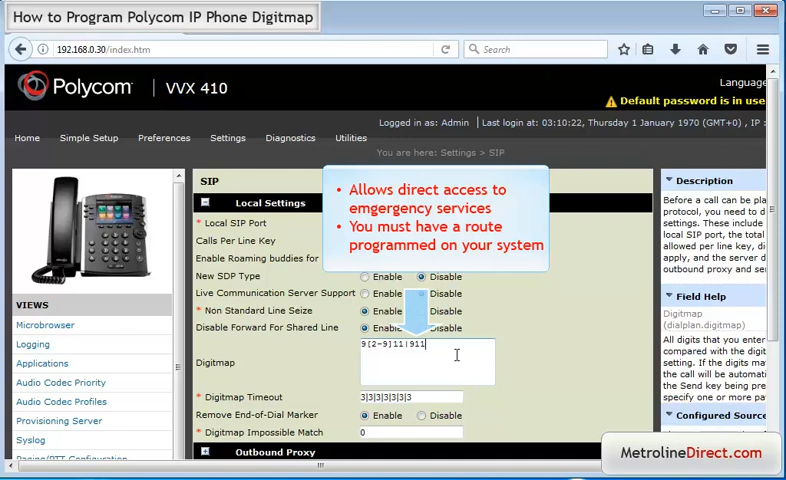 How to Program Polycom IP Phone Digitmap
192.168.0.30/index.htm
Search
Polycom | VVX 410
Language
Default password is in use
Logged in as: Admin | Last login at: 03:10:22, Thursday 1 January 1970 (GMT+0) , IP :
Home Simple Setup Preferences Settings Diagnostics Utilities
You are here: Settings > SIP
VIEWS
Microbrowser
Logging
Applications
Audio Codec Priority
Audio Codec Profiles
Provisioning Server
Syslog
Paging/PTT Configuration
SIP
Local Settings
* Local SIP Port
Calls Per Line Key
Enable Roaming buddies for
New SDP Type Enable Disable
Live Communication Server Support Enable Disable
* Non Standard Line Seize Enable Disable
Disable Forward For Shared Line Enable Disable
Digitmap 9[2-9]11|911
* Digitmap Timeout 3|3|3|3|3|3|3
Remove End-of-Dial Marker Enable Disable
* Digitmap Impossible Match 0
Outbound Proxy
• Allows direct access to
emgergency services
• You must have a route
programmed on your system
Description
Before a call can be pla
protocol, you need to d
settings. These include
local SIP port, the total
allowed per line key, di
script, and the server d
outbound proxy and se
Field Help
Digitmap
(dialplan.digitmap)
All digits that you enter
compared with the digit
setting. If the digits ma
the call will be automati
the Send key being pre
specify one or more pat
Configured Source
MetrolineDirect.com